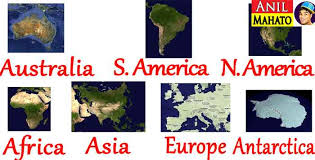 ANIL
MAHATO
Australia S. America N. America
Africa Asia Europe Antarctica